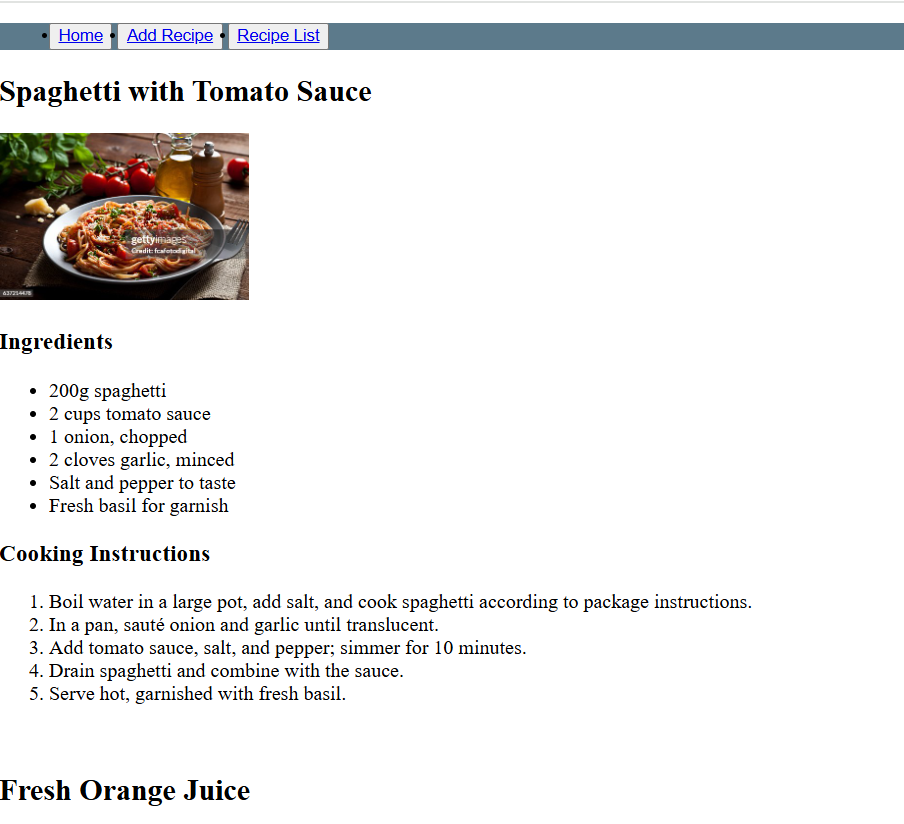 Home Add Recipe Recipe List
Spaghetti with Tomato Sauce
gettyimages
Credit: fcafotodigital
637214478
Ingredients
200g spaghetti
2 cups tomato sauce
1 onion, chopped
2 cloves garlic, minced
Salt and pepper to taste
Fresh basil for garnish
Cooking Instructions
1. Boil water in a large pot, add salt, and cook spaghetti according to package instructions.
2. In a pan, sauté onion and garlic until translucent.
3. Add tomato sauce, salt, and pepper; simmer for 10 minutes.
4. Drain spaghetti and combine with the sauce.
5. Serve hot, garnished with fresh basil.
Fresh Orange Juice